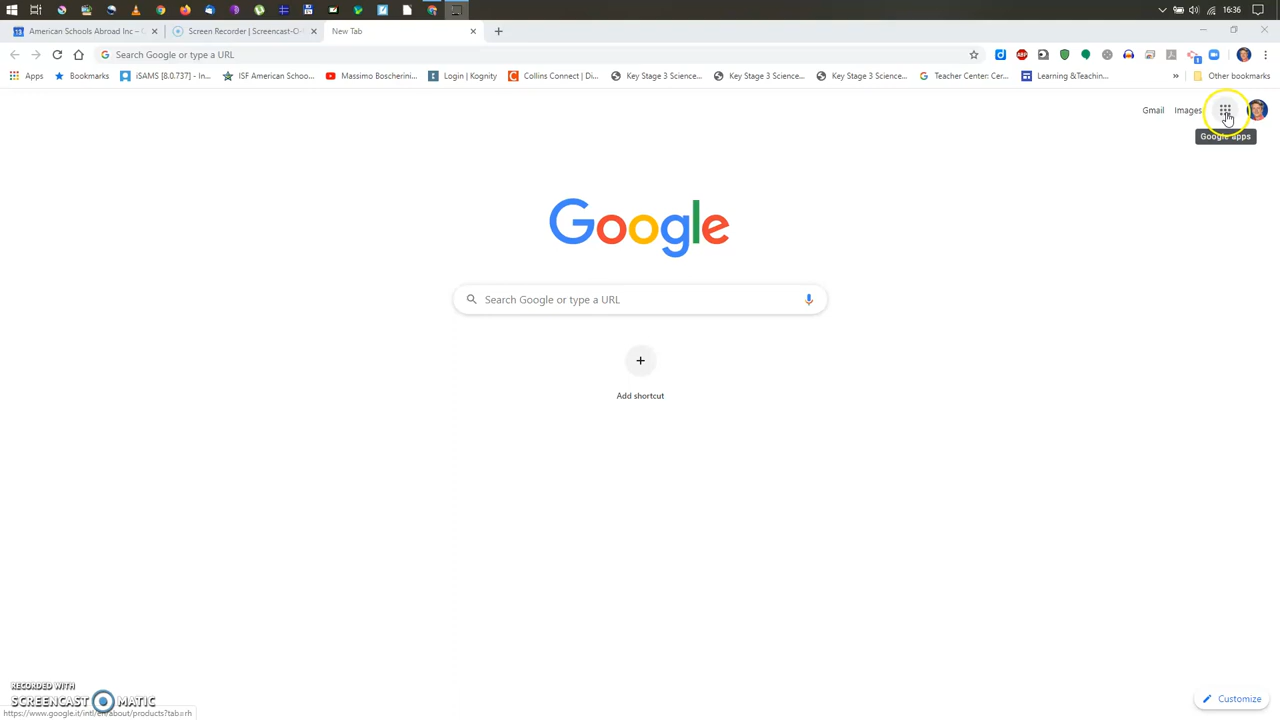 16:36
American Schools Abroad Inc –
Screen Recorder | Screencast-O-
New Tab
Search Google or type a URL
Apps
Bookmarks
iSAMS [8.0.737] - In...
ISF American Schoo...
Massimo Boscherini...
Login | Kognity
Collins Connect | Di...
Key Stage 3 Science...
Key Stage 3 Science...
Key Stage 3 Science...
Teacher Center: Cer...
Learning &Teachin...
»
Other bookmarks
Gmail
Images
Google apps
Google
Search Google or type a URL
Add shortcut
RECORDED WITH
SCREENCAST MATIC
https://www.google.it/intl/en/about/products?tab=rh
Customize